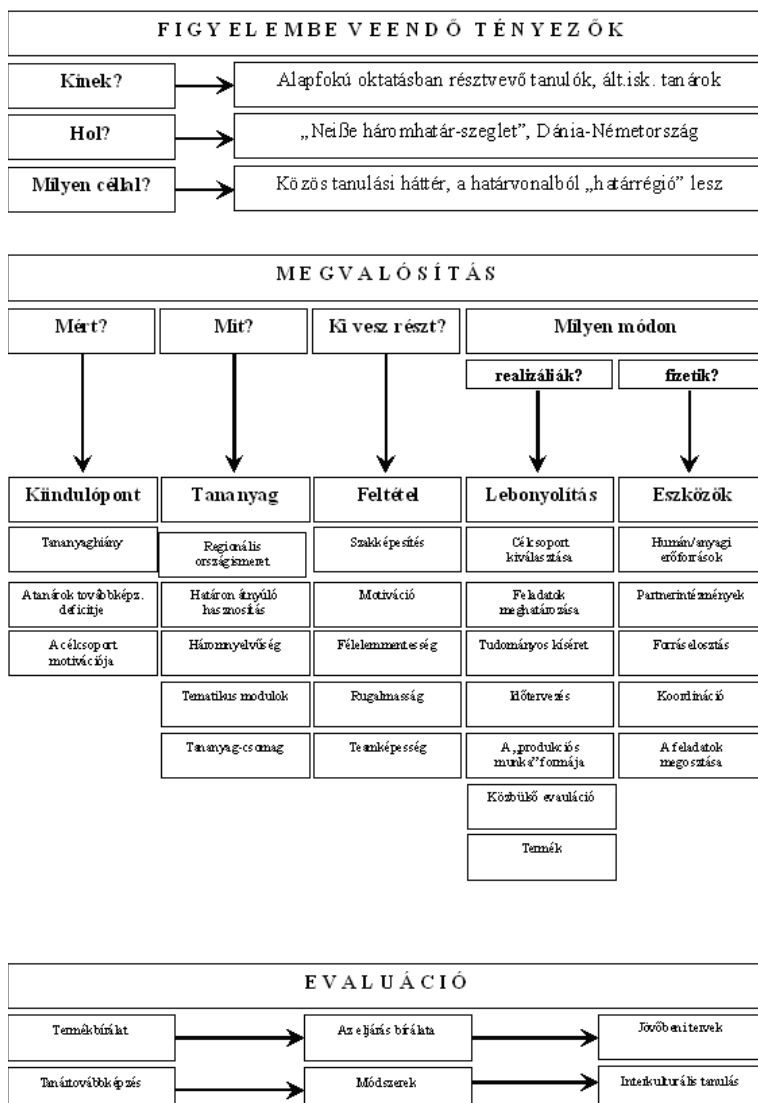 FIGYELEMBE VEENDŐ TÉNYEZŐK
Kinek?
Alapfokú oktatásban résztvevő tanulók, ált.isk. tanárok
Hol?
„Neiße háromhatár-szeglet”, Dánia-Németország
Milyen céllal?
Közös tanulási háttér, a határvonalból „határrégió” lesz
MEGVALÓSÍTÁS
Mért?
Mit?
Ki vesz részt?
Milyen módon
realizáliák?
fizetik?
Kiindulópont
Tananyag
Feltétel
Lebonyolítás
Eszközök
Tananyaghiány
Regionális
országismeret
Szakképesítés
Célcsoport
kiválasztása
Humán/anyagi
erőforrások
A tanárok továbbképz.
deficitje
Határon átnyúló
hasznosítás
Motiváció
Feladatok
meghatározása
Partnerintézmények
A célcsoport
motivációja
Háromnyelvűség
Félelemmentesség
Tudományos kíséret
Forráselosztás
Tematikus modulok
Rugalmasság
Időtervezés
Koordináció
Tananyag-csomag
Teamképesség
A „produkciós
munka” formája
A feladatok
megosztása
Közbülső evauláció
Termék
EVALUÁCIÓ
Termékbírálat
Az eljárás bírálata
Jövőbeni tervek
Tanártovábbképzés
Módszerek
Interkulturális tanulás